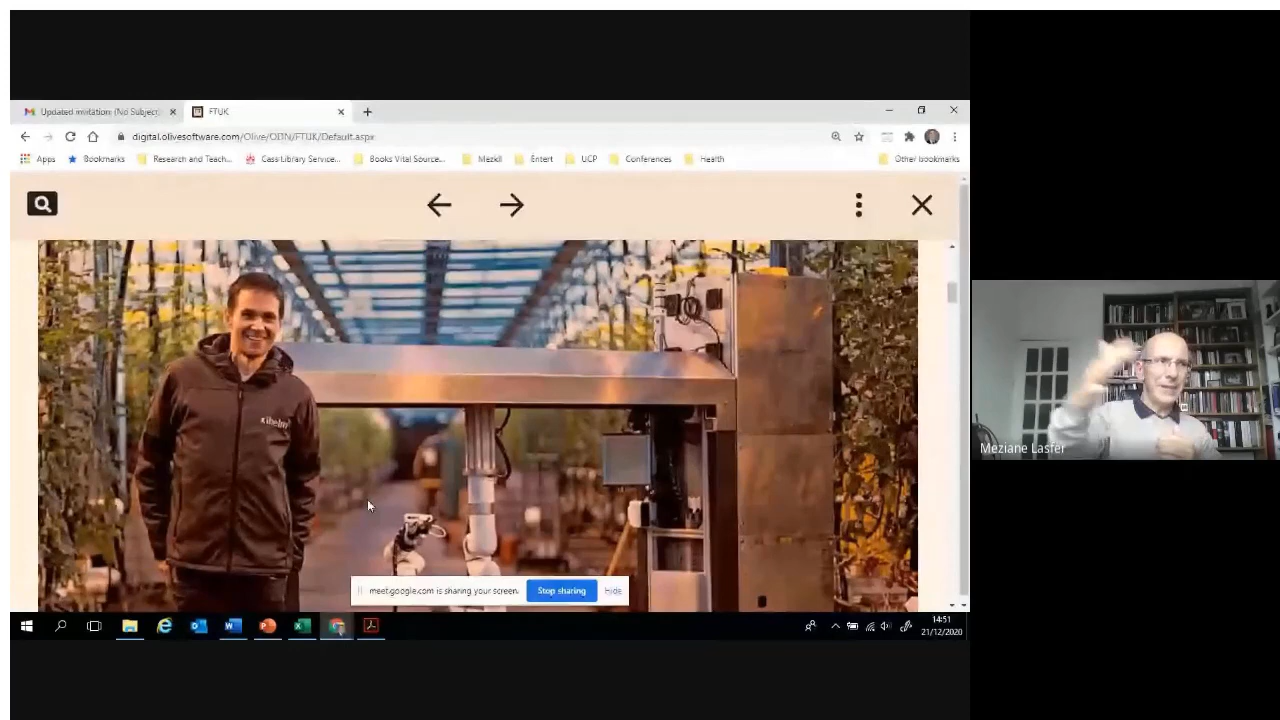 Updated invitation: (No Subject)
FTUK
digital.olivesoftware.com/Olive/ODN/FTUK/Default.aspx
Apps
Bookmarks
Research and Teach...
Cass Library Service...
Books Vital Source...
Mezkil
Entert
UCP
Conferences
Health
Other bookmarks
Meziane Lasfer
meet.google.com is sharing your screen.
Stop sharing
Hide
14:51
21/12/2020